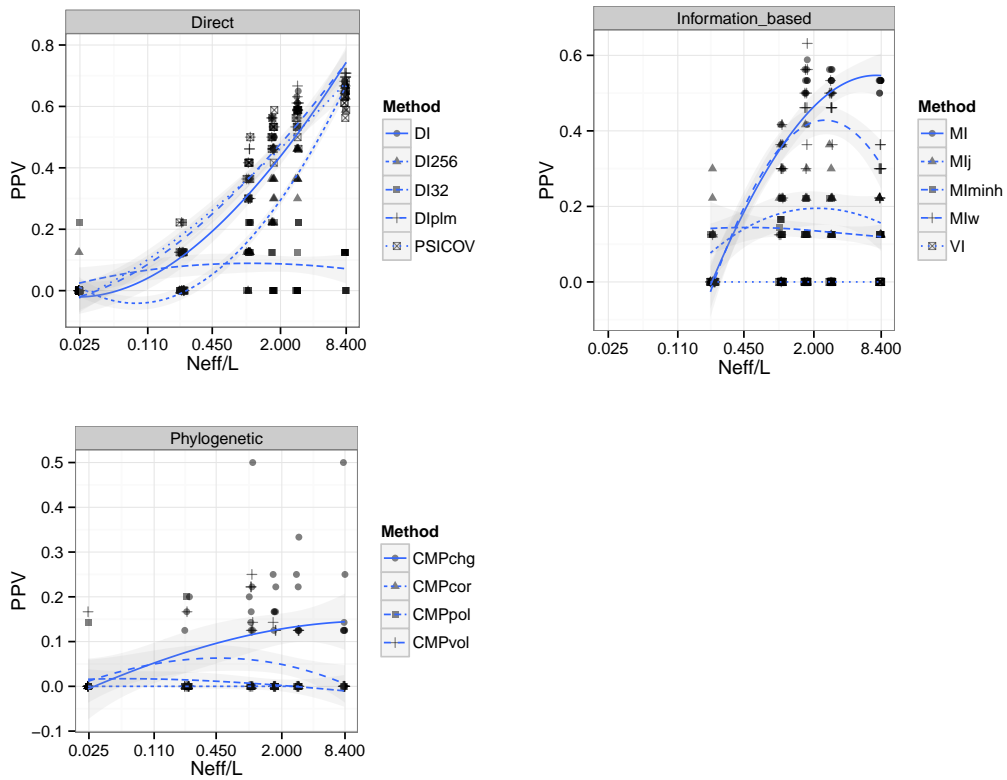 Direct
PPV
0.8
0.6
0.4
0.2
0.0
0.025
0.110
0.450
2.000
8.400
Neff/L
Method
DI
DI256
DI32
DIplm
PSICOV
Information_based
PPV
0.6
0.4
0.2
0.0
0.025
0.110
0.450
2.000
8.400
Neff/L
Method
MI
MIj
MIminh
MIw
VI
Phylogenetic
PPV
0.5
0.4
0.3
0.2
0.1
0.0
−0.1
0.025
0.110
0.450
2.000
8.400
Neff/L
Method
CMPchg
CMPcor
CMPpol
CMPvol